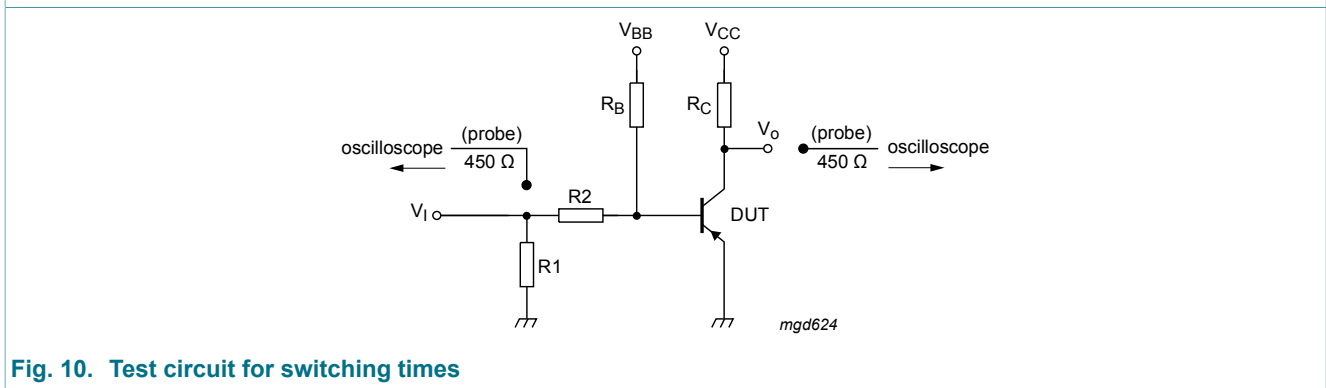 VBB
VCC
RB
RC
Vo
(probe)
450 Ω
oscilloscope
(probe)
450 Ω
oscilloscope
R2
VI
DUT
R1
mgd624
Fig. 10. Test circuit for switching times